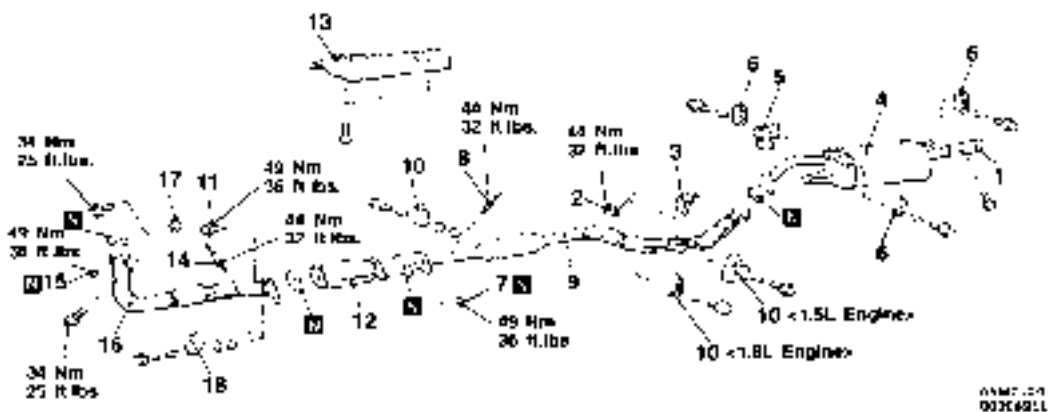 13
6
5
4
6
44 Nm
32 ft.lbs.
8
44 Nm
32 ft.lbs
34 Nm
25 ft.lbs.
17
11
49 Nm
36 ft.lbs.
10
2
3
1
N
49 Nm
36 ft.lbs
44 Nm
32 ft.lbs.
14
N
6
N 15
16
N
12
N
7 N
9
49 Nm
36 ft.lbs
10 <1.5L Engine>
10 <1.8L Engine>
18
34 Nm
25 ft.lbs